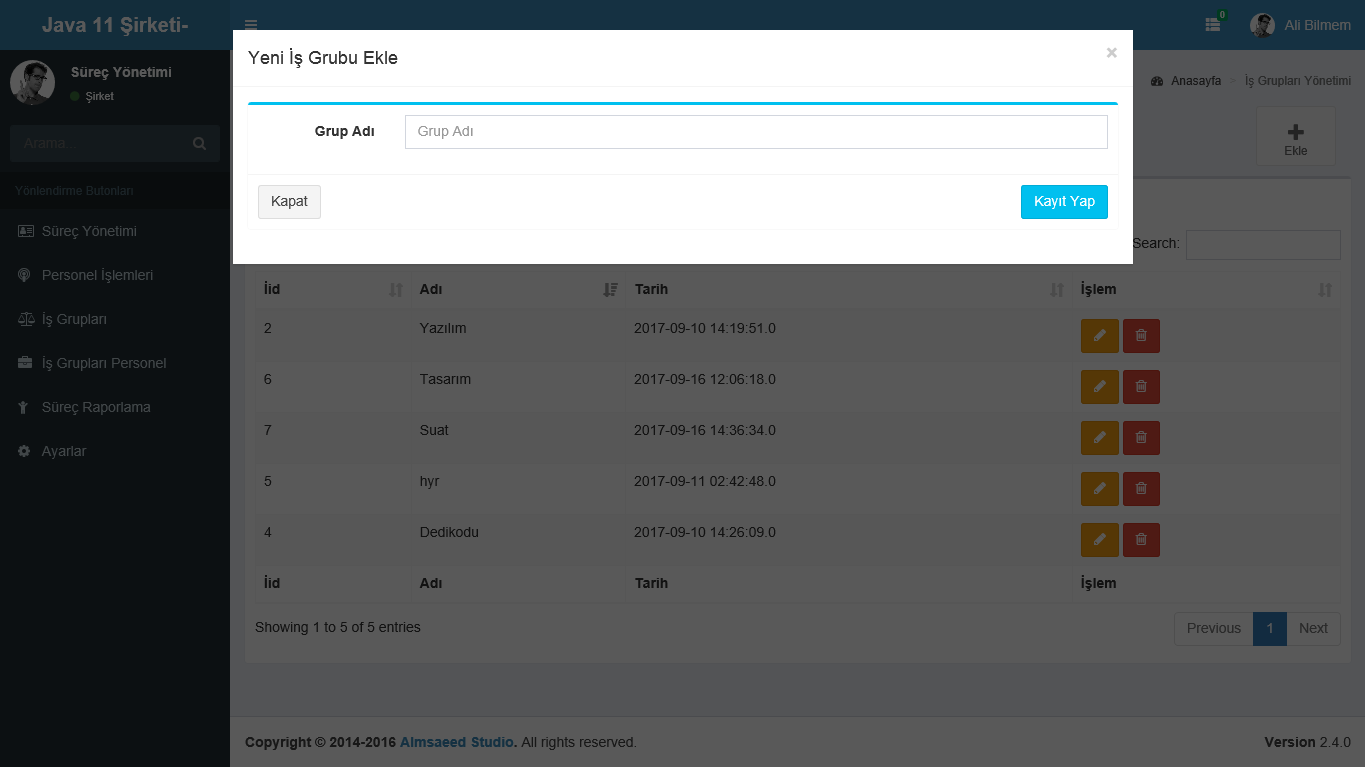 Java 11 Şirketi-
0
Ali Bilmem
Süreç Yönetimi
Şirket
Arama...
Yönlendirme Butonları
Süreç Yönetimi
Personel İşlemleri
İş Grupları
İş Grupları Personel
Süreç Raporlama
Ayarlar
Yeni İş Grubu Ekle
×
Grup Adı Grup Adı
Kapat Kayıt Yap
Anasayfa > İş Grupları Yönetimi
Ekle
Search:
İid Adı Tarih İşlem
2 Yazılım 2017-09-10 14:19:51.0
6 Tasarım 2017-09-16 12:06:18.0
7 Suat 2017-09-16 14:36:34.0
5 hyr 2017-09-11 02:42:48.0
4 Dedikodu 2017-09-10 14:26:09.0
İid Adı Tarih İşlem
Showing 1 to 5 of 5 entries
Previous 1 Next
Copyright © 2014-2016 Almsaeed Studio. All rights reserved.
Version 2.4.0